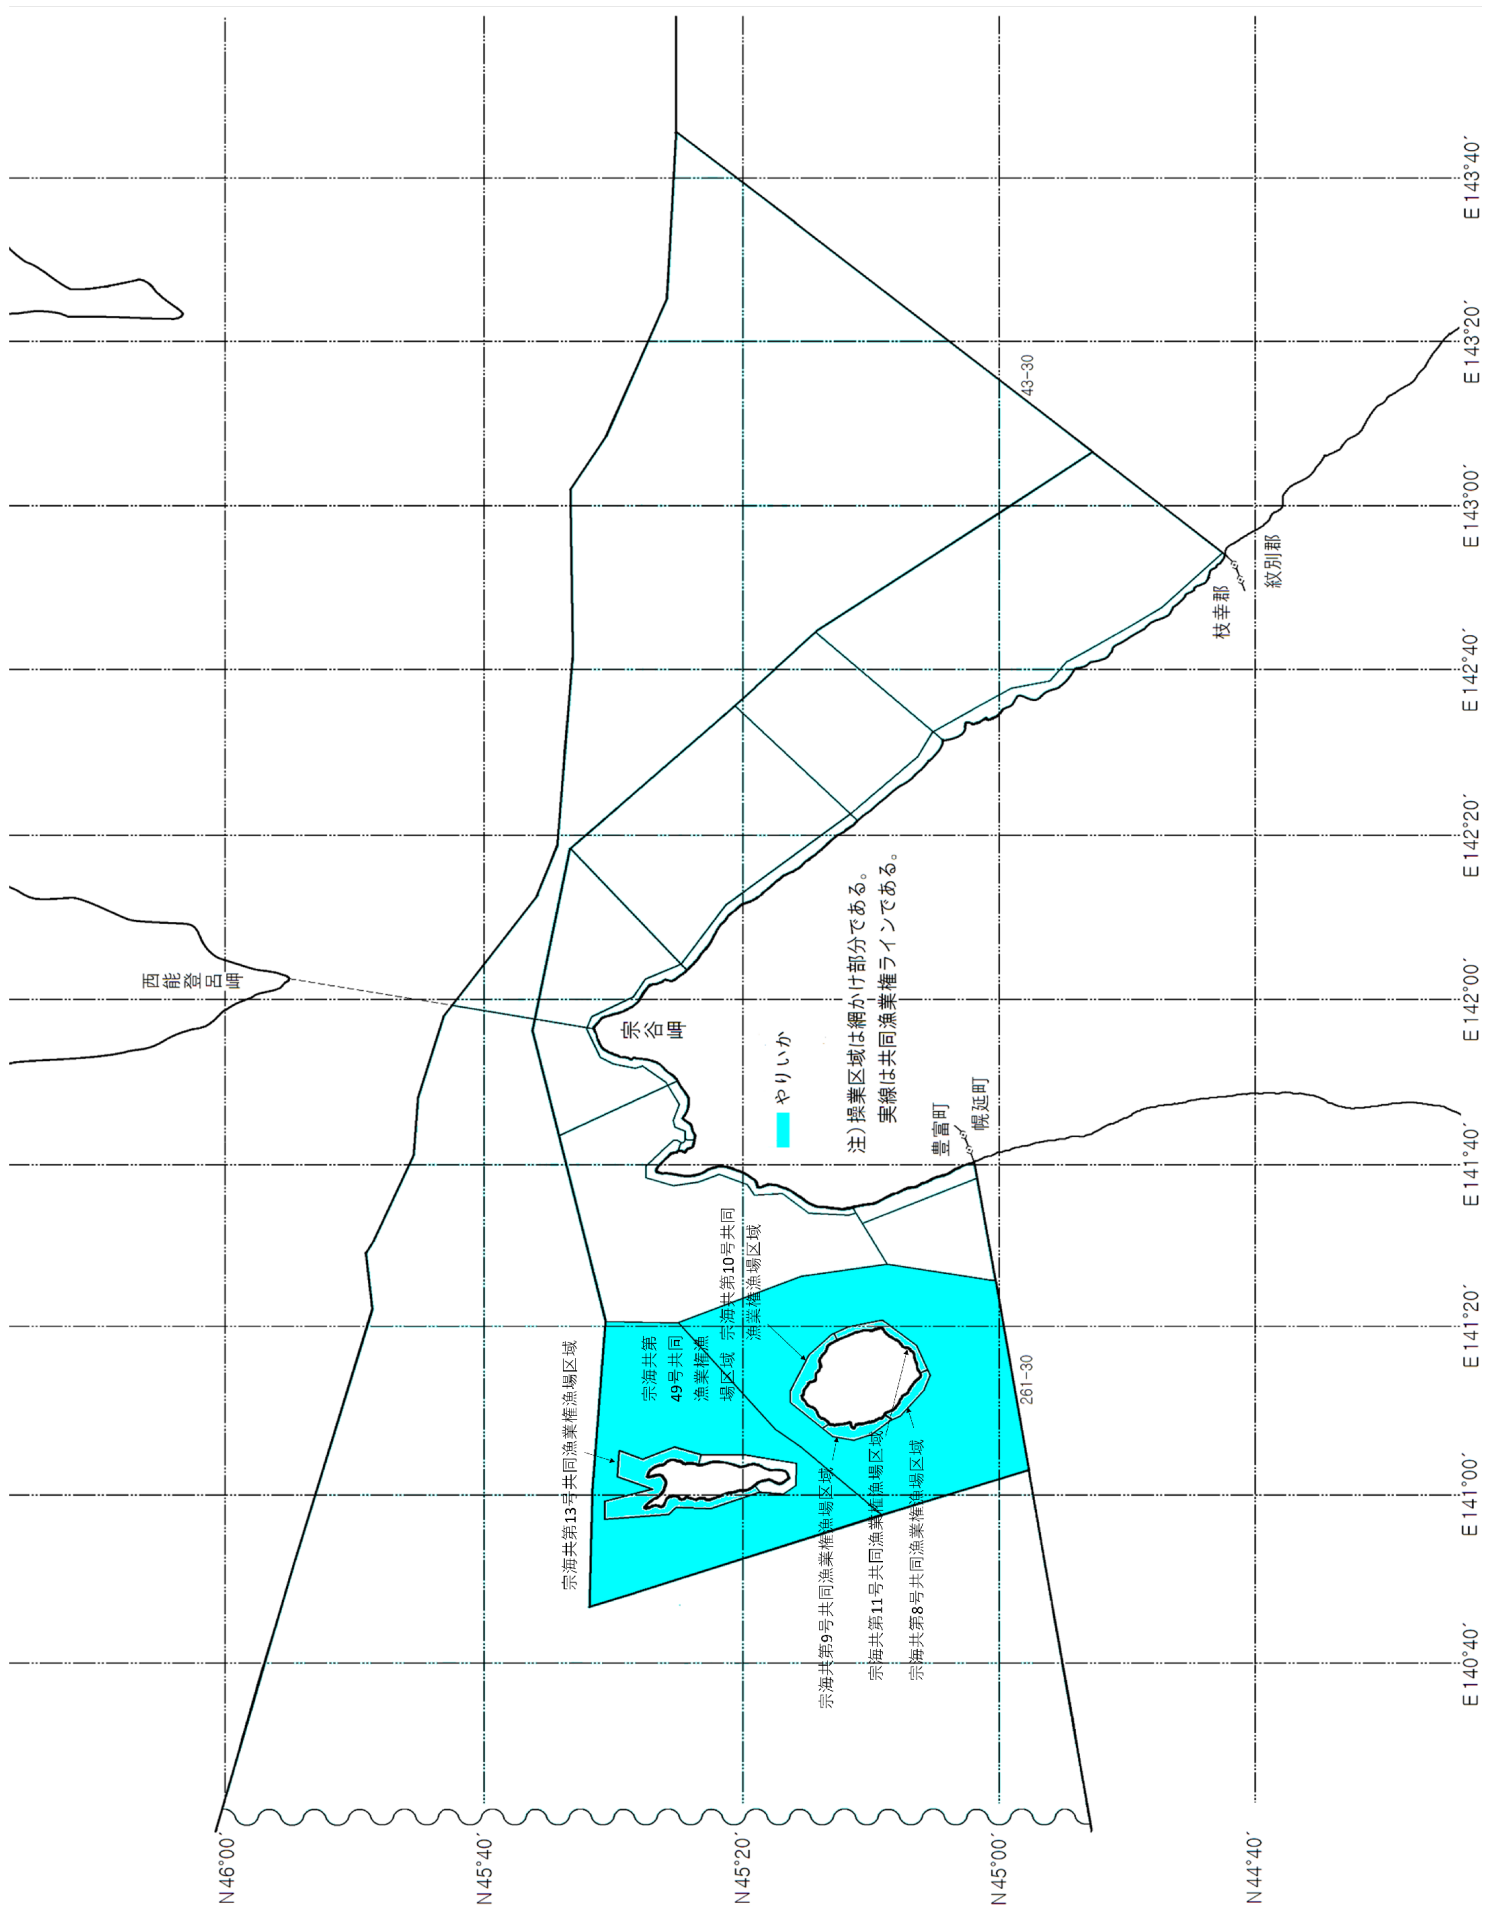 西能登呂岬
宗谷岬
やりいか
注)操業区域は網かけ部分である。
実線は共同漁業権ラインである。
43-30
枝幸郡
紋別郡
豊富町
幌延町
261-30
宗海共第13号共同漁業権漁場区域
宗海共第
49号共同
漁業権漁
場区域
宗海共第10号共同
漁業権漁場区域
宗海共第9号共同漁業権漁場区域
宗海共第11号共同漁業権漁場区域
宗海共第8号共同漁業権漁場区域
N46°00′
N45°40′
N45°20′
N45°00′
N44°40′
E140°40′
E141°00′
E141°20′
E141°40′
E142°00′
E142°20′
E142°40′
E143°00′
E143°20′
E143°40′